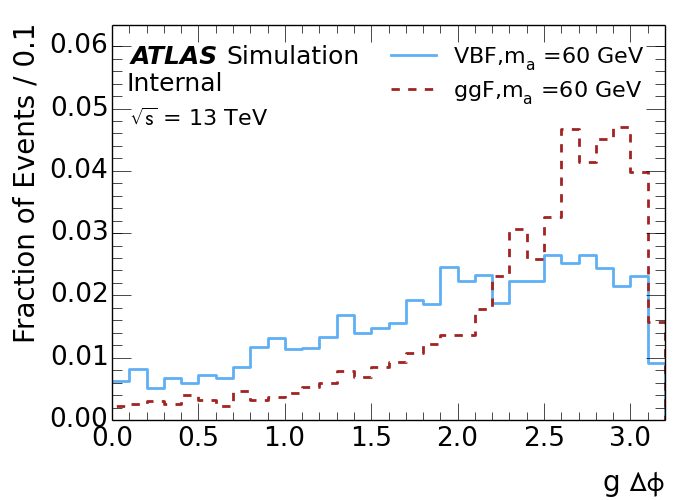 ATLAS Simulation
Internal
√s = 13 TeV
VBF,mₐ =60 GeV
ggF,mₐ =60 GeV
Fraction of Events / 0.1
0.06
0.05
0.04
0.03
0.02
0.01
0.00
0.0 0.5 1.0 1.5 2.0 2.5 3.0
g Δϕ